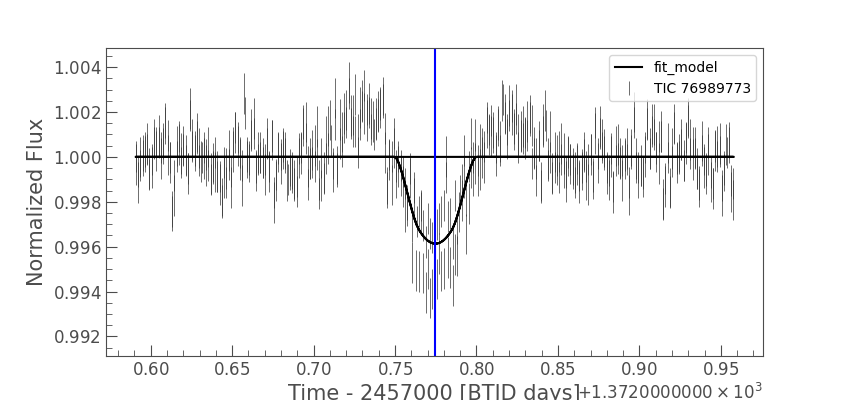 1.004
1.002
1.000
0.998
0.996
0.994
0.992
Normalized Flux
fit_model
TIC 76989773
0.60 0.65 0.70 0.75 0.80 0.85 0.90 0.95
Time - 2457000 [BTJD days]
+1.3720000000 × 10³